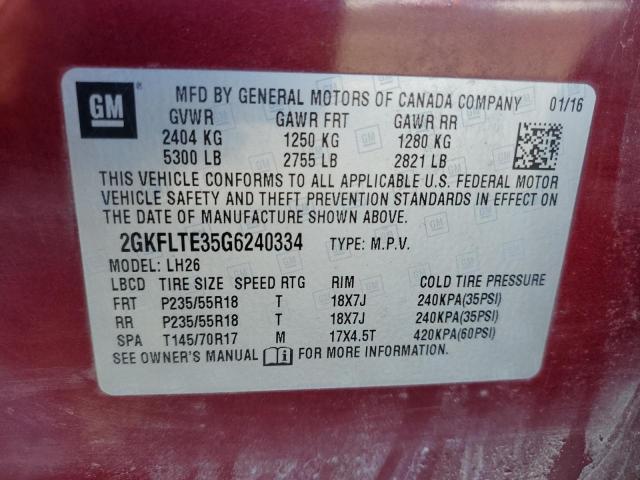 GM
MFD BY GENERAL MOTORS OF CANADA COMPANY 01/16
GVWR GAWR FRT GAWR RR
2404 KG 1250 KG 1280 KG
5300 LB 2755 LB 2821 LB
THIS VEHICLE CONFORMS TO ALL APPLICABLE U.S. FEDERAL MOTOR
VEHICLE SAFETY AND THEFT PREVENTION STANDARDS IN EFFECT ON
THE DATE OF MANUFACTURE SHOWN ABOVE.
2GKFLTE35G6240334 TYPE: M.P.V.
MODEL: LH26
LBCD TIRE SIZE SPEED RTG RIM COLD TIRE PRESSURE
FRT P235/55R18 T 18X7J 240KPA(35PSI)
RR P235/55R18 T 18X7J 240KPA(35PSI)
SPA T145/70R17 M 17X4.5T 420KPA(60PSI)
SEE OWNER'S MANUAL i FOR MORE INFORMATION.